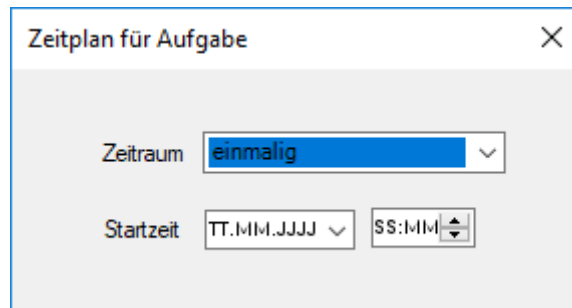 Zeitplan für Aufgabe
Zeitraum einmalig
Startzeit TT.MM.JJJJ SS:MM